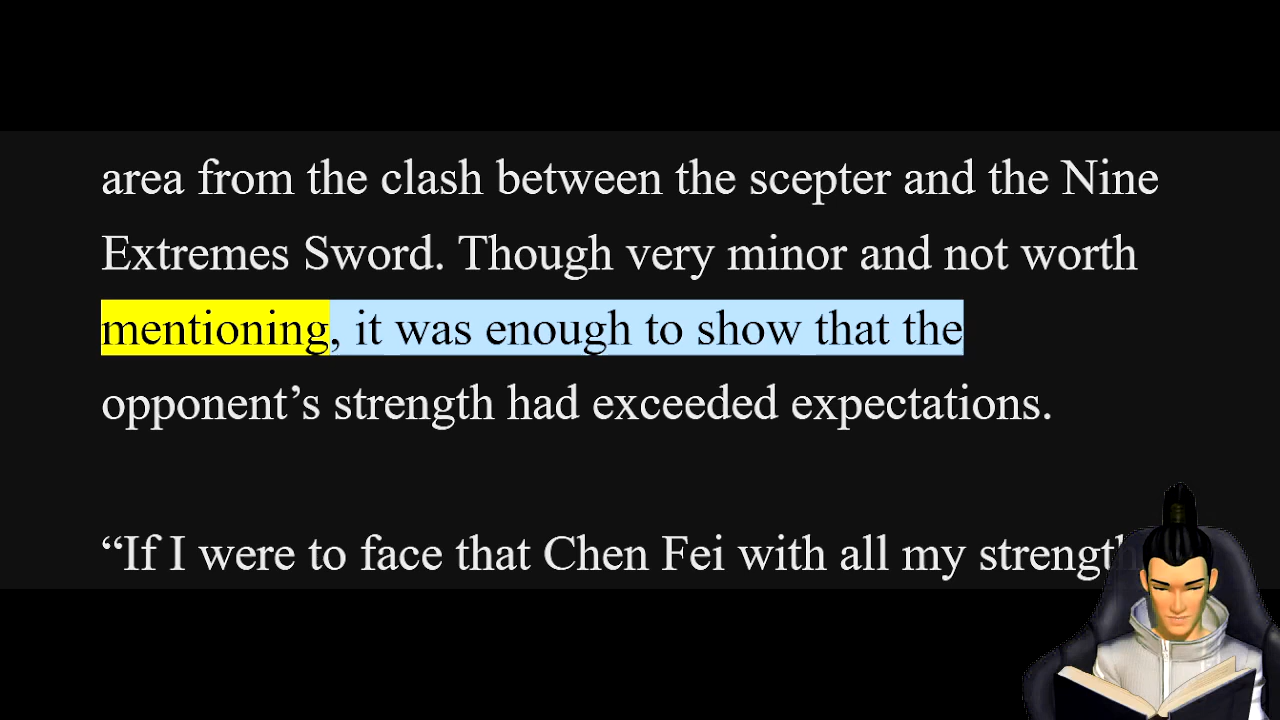 area from the clash between the scepter and the Nine
Extremes Sword. Though very minor and not worth
mentioning, it was enough to show that the
opponent’s strength had exceeded expectations.
“If I were to face that Chen Fei with all my strength